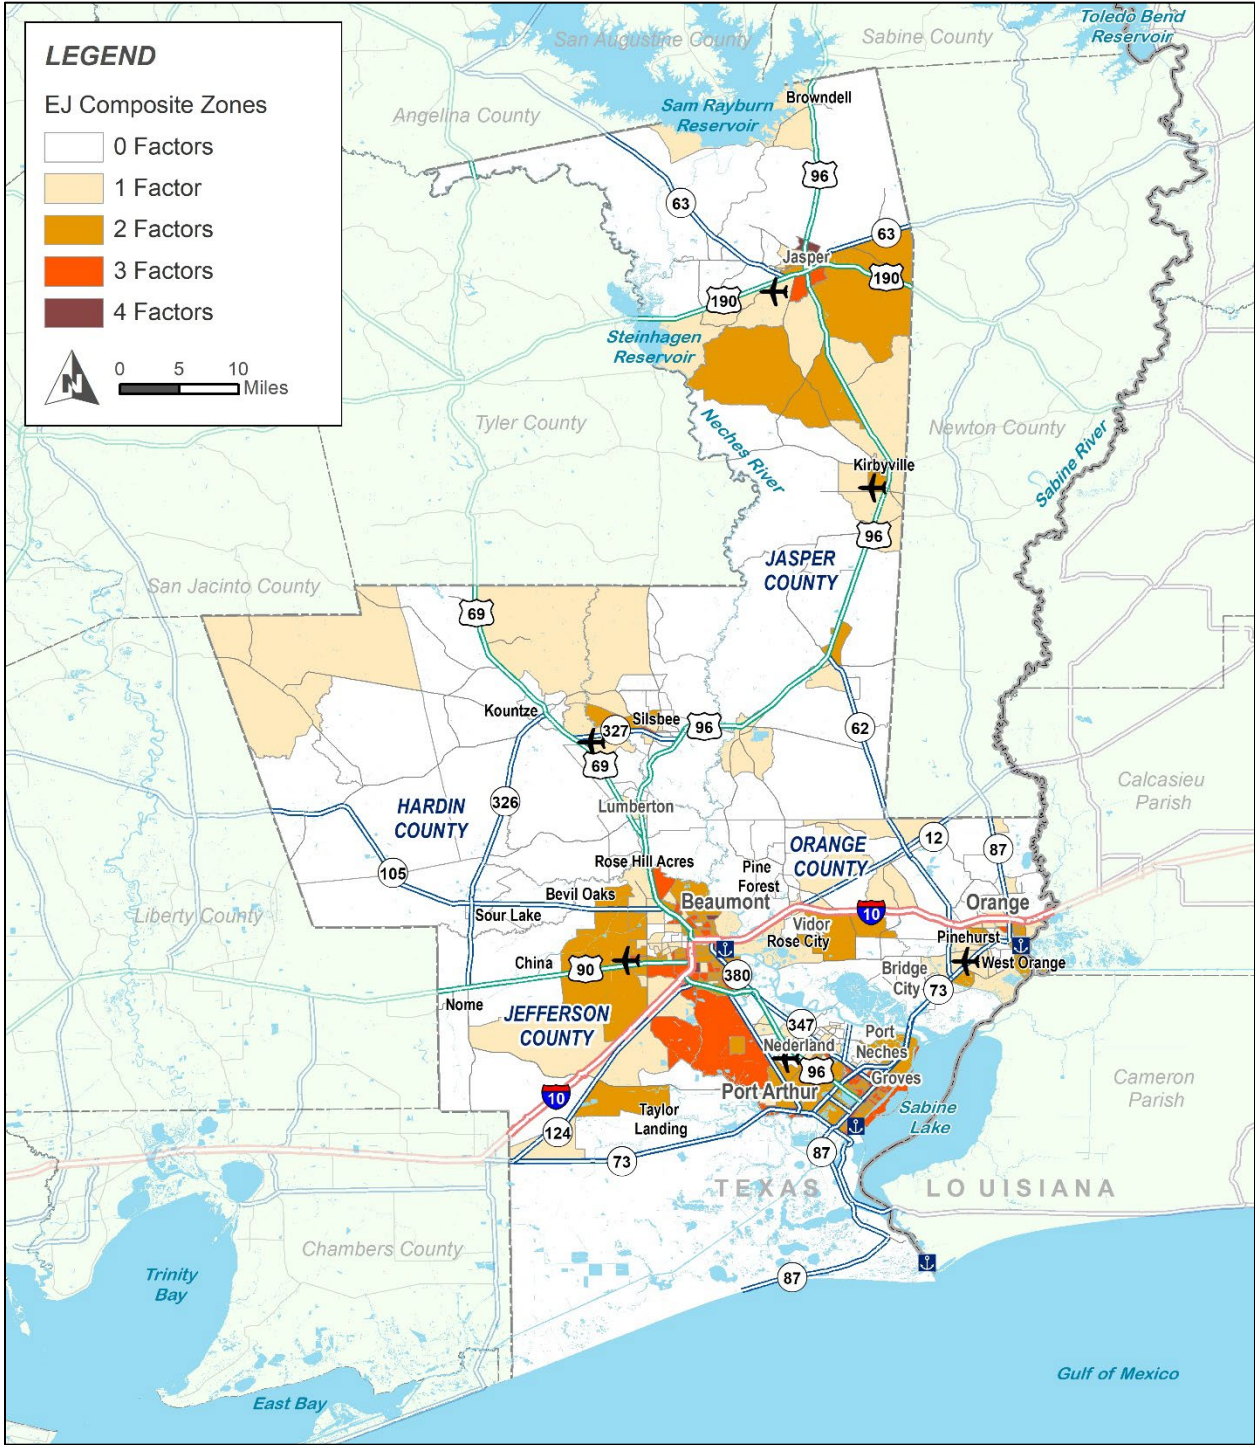 LEGEND
EJ Composite Zones
0 Factors
1 Factor
2 Factors
3 Factors
4 Factors
N
0 5 10
Miles
Toledo Bend
Reservoir
San Augustine County
Sabine County
Angelina County
Sam Rayburn
Reservoir
Browndell
96
63
63
Jasper
190
190
Steinhagen
Reservoir
Tyler County
Neches River
Newton County
Sabine River
Kirbyville
96
JASPER
COUNTY
San Jacinto County
69
Kountze
Silsbee
327
96
62
69
Calcasieu
Parish
HARDIN
COUNTY
326
Lumberton
12
87
ORANGE
COUNTY
105
Rose Hill Acres
Pine
Forest
Bevil Oaks
Beaumont
Orange
Liberty County
Sour Lake
10
Vidor
Rose City
Pinehurst
West Orange
China
90
380
Bridge
City
73
Nome
JEFFERSON
COUNTY
347
Port
Neches
Nederland
96
Groves
Port Arthur
Cameron
Parish
10
Taylor
Landing
Sabine
Lake
124
87
73
TEXAS
LOUISIANA
Chambers County
Trinity
Bay
87
East Bay
Gulf of Mexico